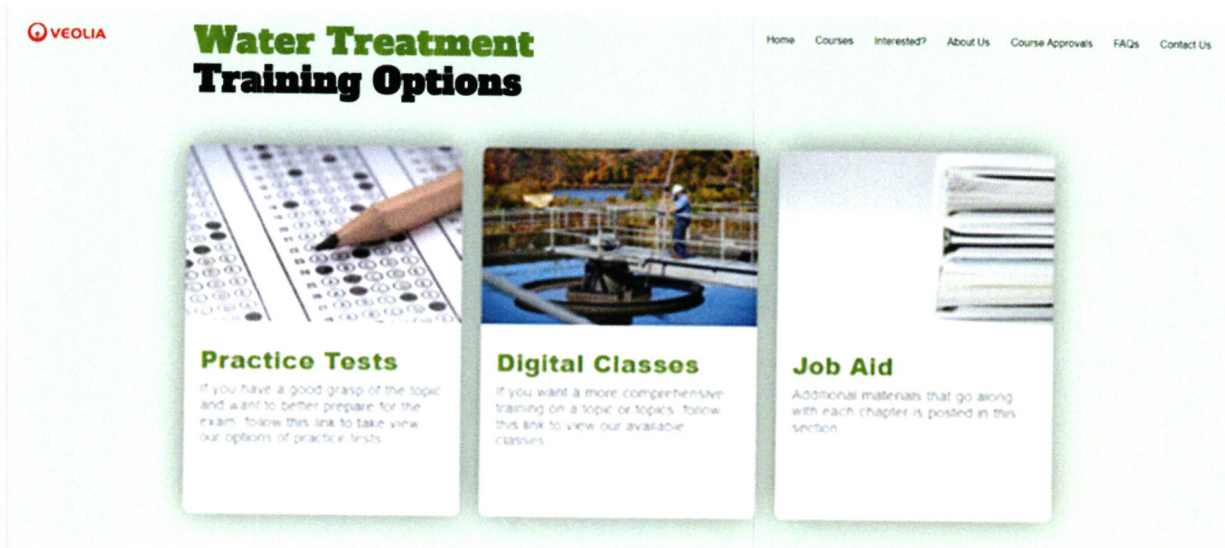 VEOLIA
Water Treatment
Training Options
Home Courses Interested? About Us Course Approvals FAQs Contact Us
Practice Tests
If you have a good grasp of the topic
and want to better prepare for the
exam, follow this link to take view
our options of practice tests.
Digital Classes
If you want a more comprehensive
training on a topic or topics, follow
this link to view our available
classes.
Job Aid
Additional materials that go along
with each chapter is posted in this
section.